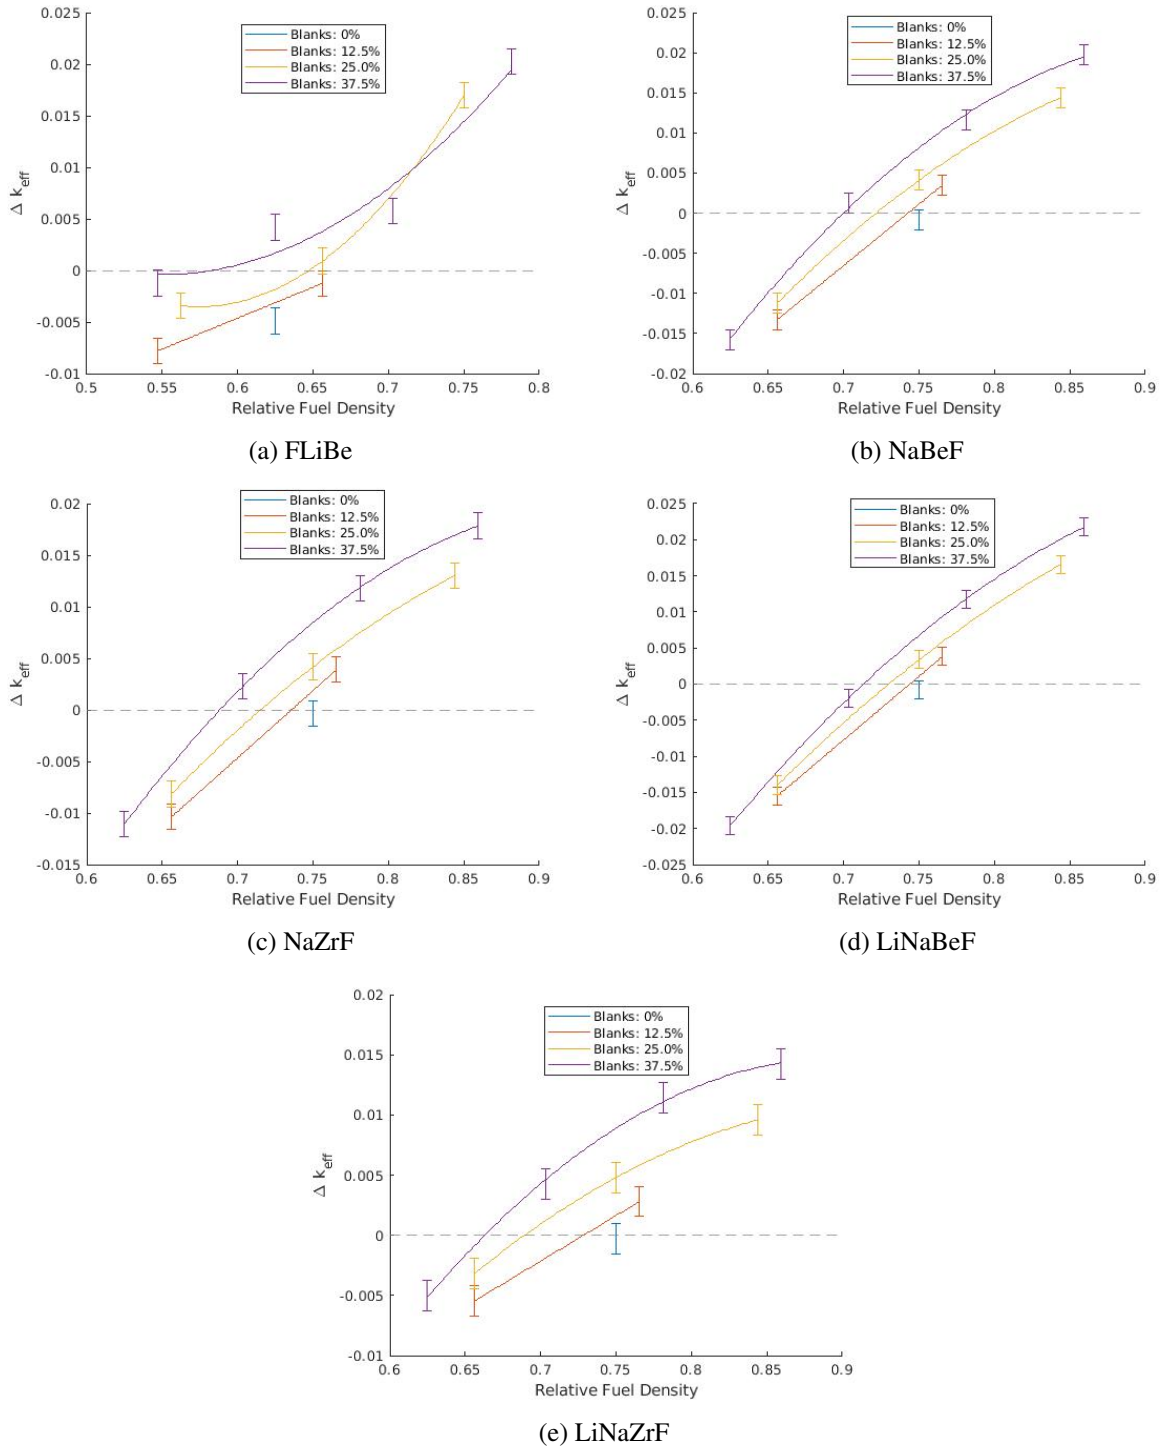 0.025
0.02
0.015
0.01
0.005
0
-0.005
-0.01
Δ k_eff
Blanks: 0%
Blanks: 12.5%
Blanks: 25.0%
Blanks: 37.5%
0.5 0.55 0.6 0.65 0.7 0.75 0.8
Relative Fuel Density
(a) FLiBe
0.025
0.02
0.015
0.01
0.005
0
-0.005
-0.01
-0.015
-0.02
Δ k_eff
Blanks: 0%
Blanks: 12.5%
Blanks: 25.0%
Blanks: 37.5%
0.6 0.65 0.7 0.75 0.8 0.85 0.9
Relative Fuel Density
(b) NaBeF
0.02
0.015
0.01
0.005
0
-0.005
-0.01
-0.015
Δ k_eff
Blanks: 0%
Blanks: 12.5%
Blanks: 25.0%
Blanks: 37.5%
0.6 0.65 0.7 0.75 0.8 0.85 0.9
Relative Fuel Density
(c) NaZrF
0.025
0.02
0.015
0.01
0.005
0
-0.005
-0.01
-0.015
-0.02
-0.025
Δ k_eff
Blanks: 0%
Blanks: 12.5%
Blanks: 25.0%
Blanks: 37.5%
0.6 0.65 0.7 0.75 0.8 0.85 0.9
Relative Fuel Density
(d) LiNaBeF
0.02
0.015
0.01
0.005
0
-0.005
-0.01
Δ k_eff
Blanks: 0%
Blanks: 12.5%
Blanks: 25.0%
Blanks: 37.5%
0.6 0.65 0.7 0.75 0.8 0.85 0.9
Relative Fuel Density
(e) LiNaZrF